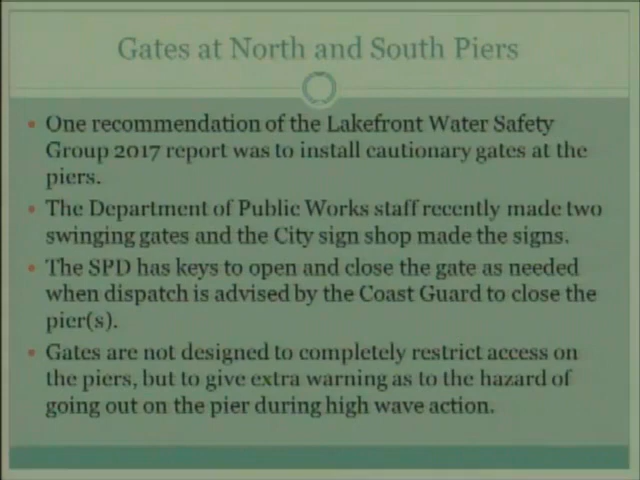 Gates at North and South Piers
• One recommendation of the Lakefront Water Safety
Group 2017 report was to install cautionary gates at the
piers.
• The Department of Public Works staff recently made two
swinging gates and the City sign shop made the signs.
• The SPD has keys to open and close the gate as needed
when dispatch is advised by the Coast Guard to close the
pier(s).
• Gates are not designed to completely restrict access on
the piers, but to give extra warning as to the hazard of
going out on the pier during high wave action.